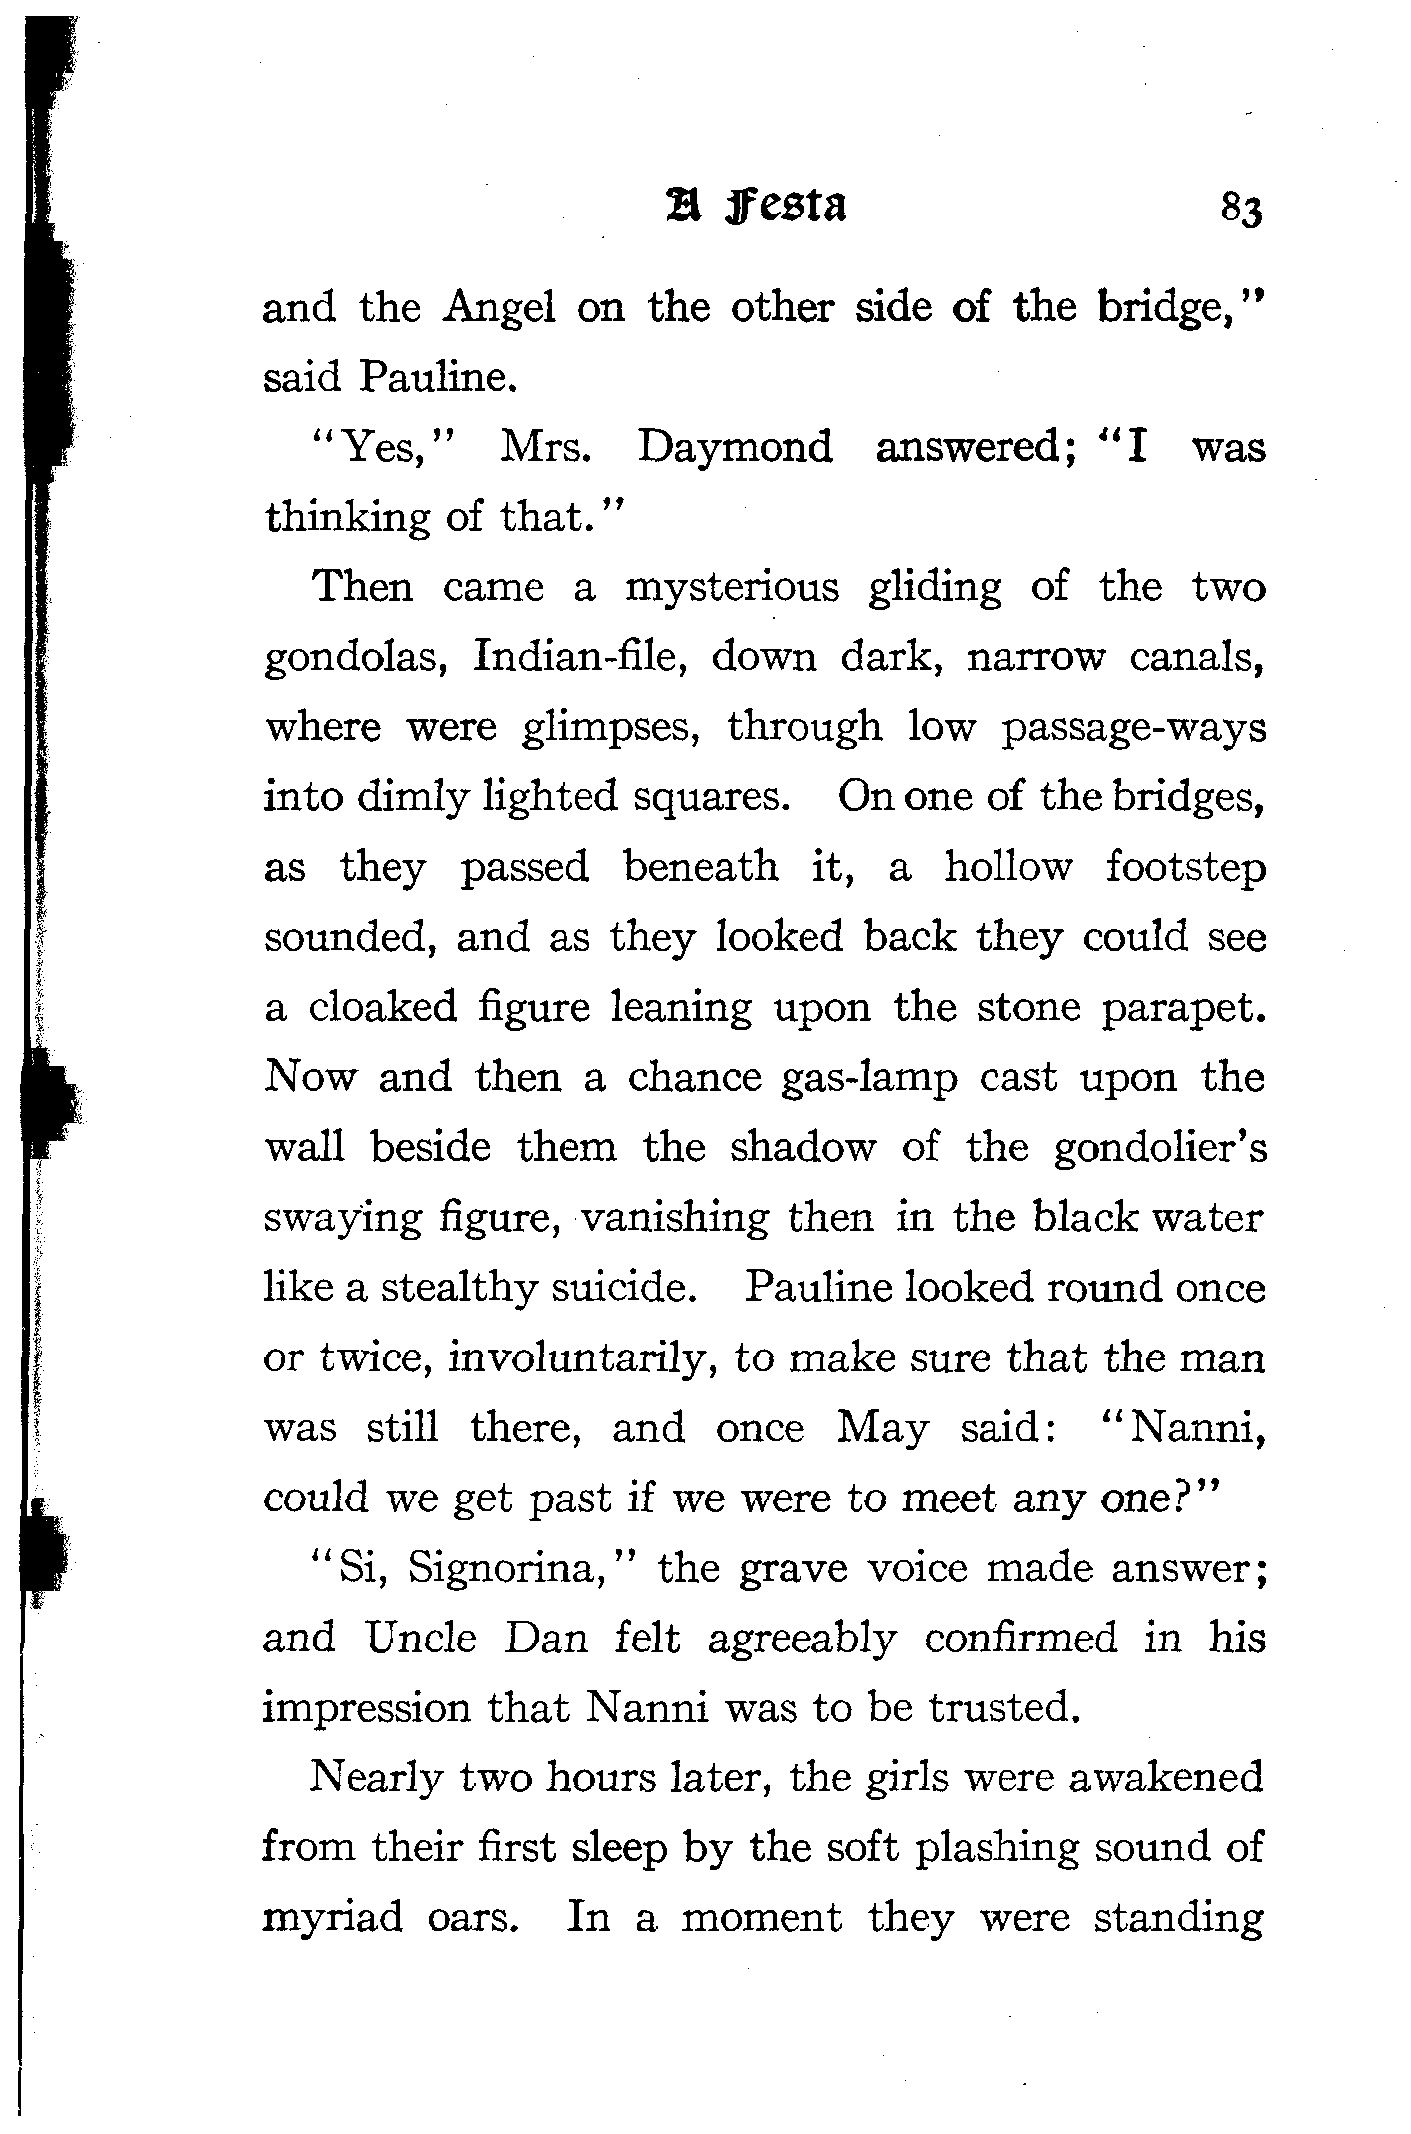 A Festa 83
and the Angel on the other side of the bridge,"
said Pauline.
"Yes," Mrs. Daymond answered; "I was
thinking of that."
Then came a mysterious gliding of the two
gondolas, Indian-file, down dark, narrow canals,
where were glimpses, through low passage-ways
into dimly lighted squares. On one of the bridges,
as they passed beneath it, a hollow footstep
sounded, and as they looked back they could see
a cloaked figure leaning upon the stone parapet.
Now and then a chance gas-lamp cast upon the
wall beside them the shadow of the gondolier's
swaying figure, vanishing then in the black water
like a stealthy suicide. Pauline looked round once
or twice, involuntarily, to make sure that the man
was still there, and once May said: "Nanni,
could we get past if we were to meet any one?"
"Si, Signorina," the grave voice made answer;
and Uncle Dan felt agreeably confirmed in his
impression that Nanni was to be trusted.
Nearly two hours later, the girls were awakened
from their first sleep by the soft plashing sound of
myriad oars. In a moment they were standing